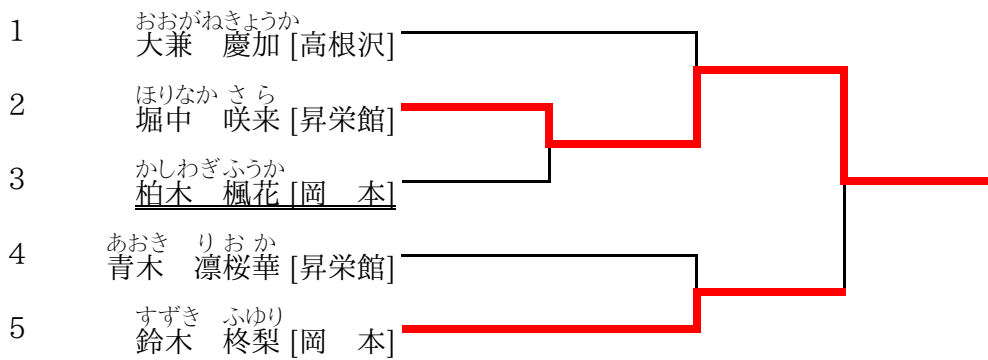 おおがねきょうか
1 大兼 慶加 [高根沢]
ほりなか さ ら
2 堀中 咲来 [昇栄館]
かしわぎ ふうか
3 柏木 楓花 [岡 本]
あおき り お か
4 青木 凛桜華 [昇栄館]
すずき ふゆり
5 鈴木 柊梨 [岡 本]